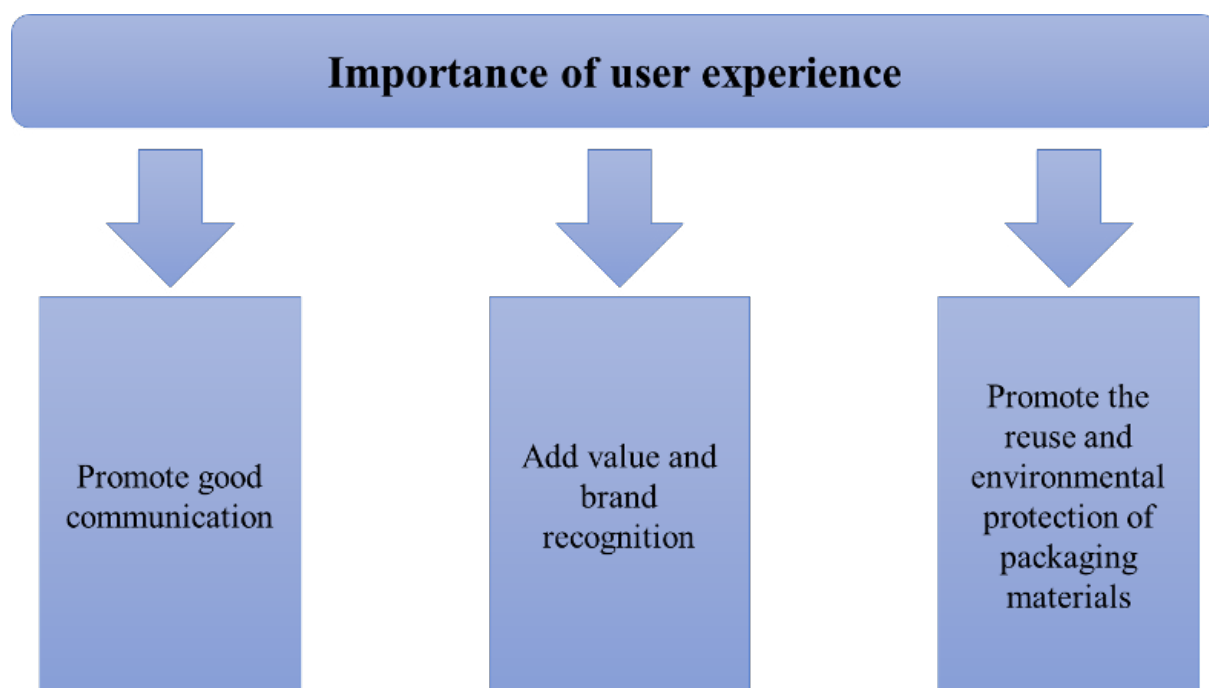 Importance of user experience
Promote good
communication
Add value and
brand
recognition
Promote the
reuse and
environmental
protection of
packaging
materials